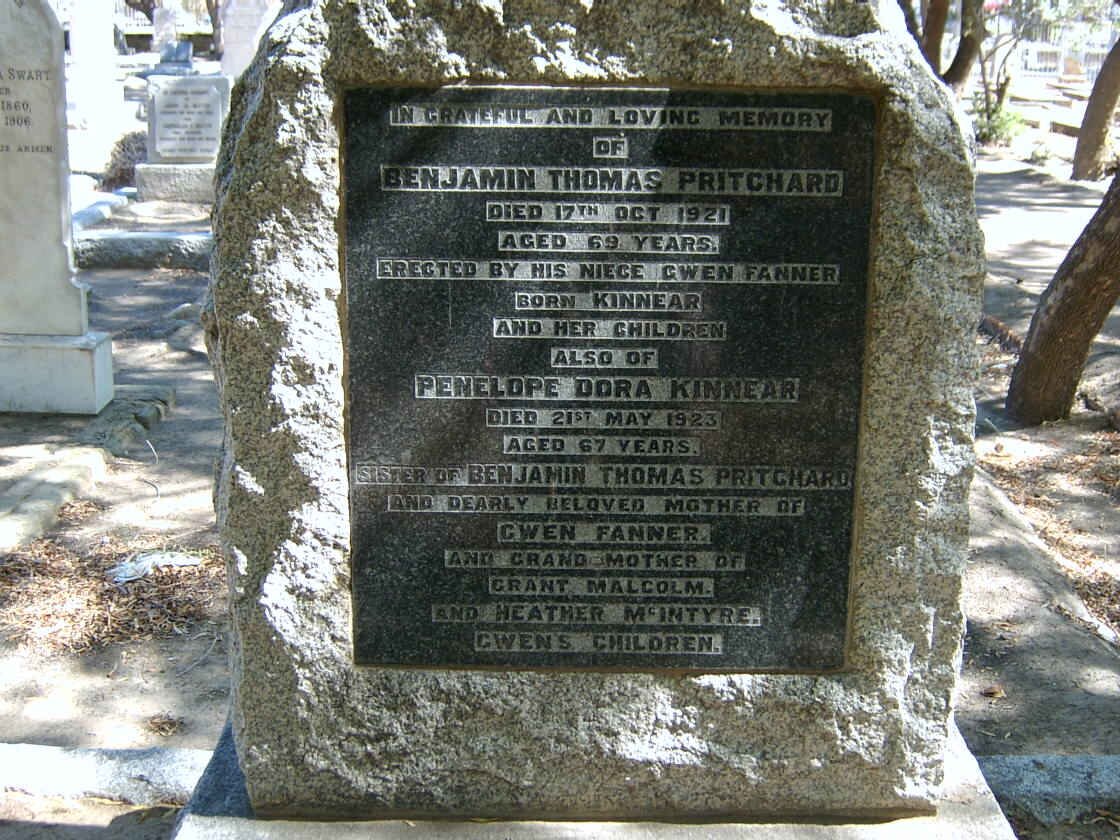 A SWART
1860,
1906
IN GRATEFUL AND LOVING MEMORY
OF
BENJAMIN THOMAS PRITCHARD
DIED 17TH OCT 1921
AGED 69 YEARS.
ERECTED BY HIS NIECE GWEN FANNER
BORN KINNEAR
AND HER CHILDREN
ALSO OF
PENELOPE DORA KINNEAR
DIED 21ST MAY 1923
AGED 67 YEARS.
SISTER OF BENJAMIN THOMAS PRITCHARD
AND DEARLY BELOVED MOTHER OF
GWEN FANNER.
AND GRAND-MOTHER OF
GRANT MALCOLM.
AND HEATHER McINTYRE.
GWENS CHILDREN.